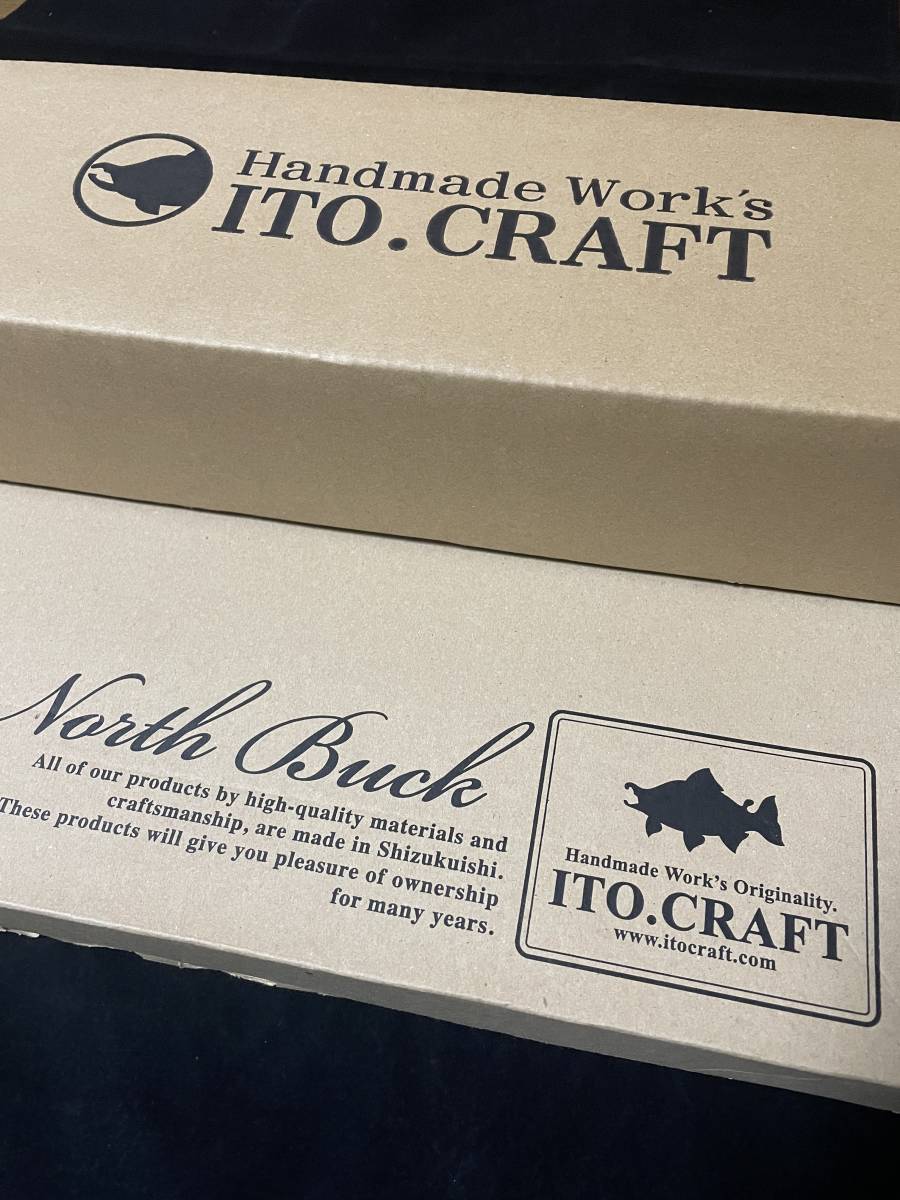 Handmade Work's
ITO.CRAFT
North Buck
All of our products by high-quality materials and
craftsmanship, are made in Shizukuishi.
These products will give you pleasure of ownership
for many years.
Handmade Work's Originality.
ITO.CRAFT
www.itocraft.com